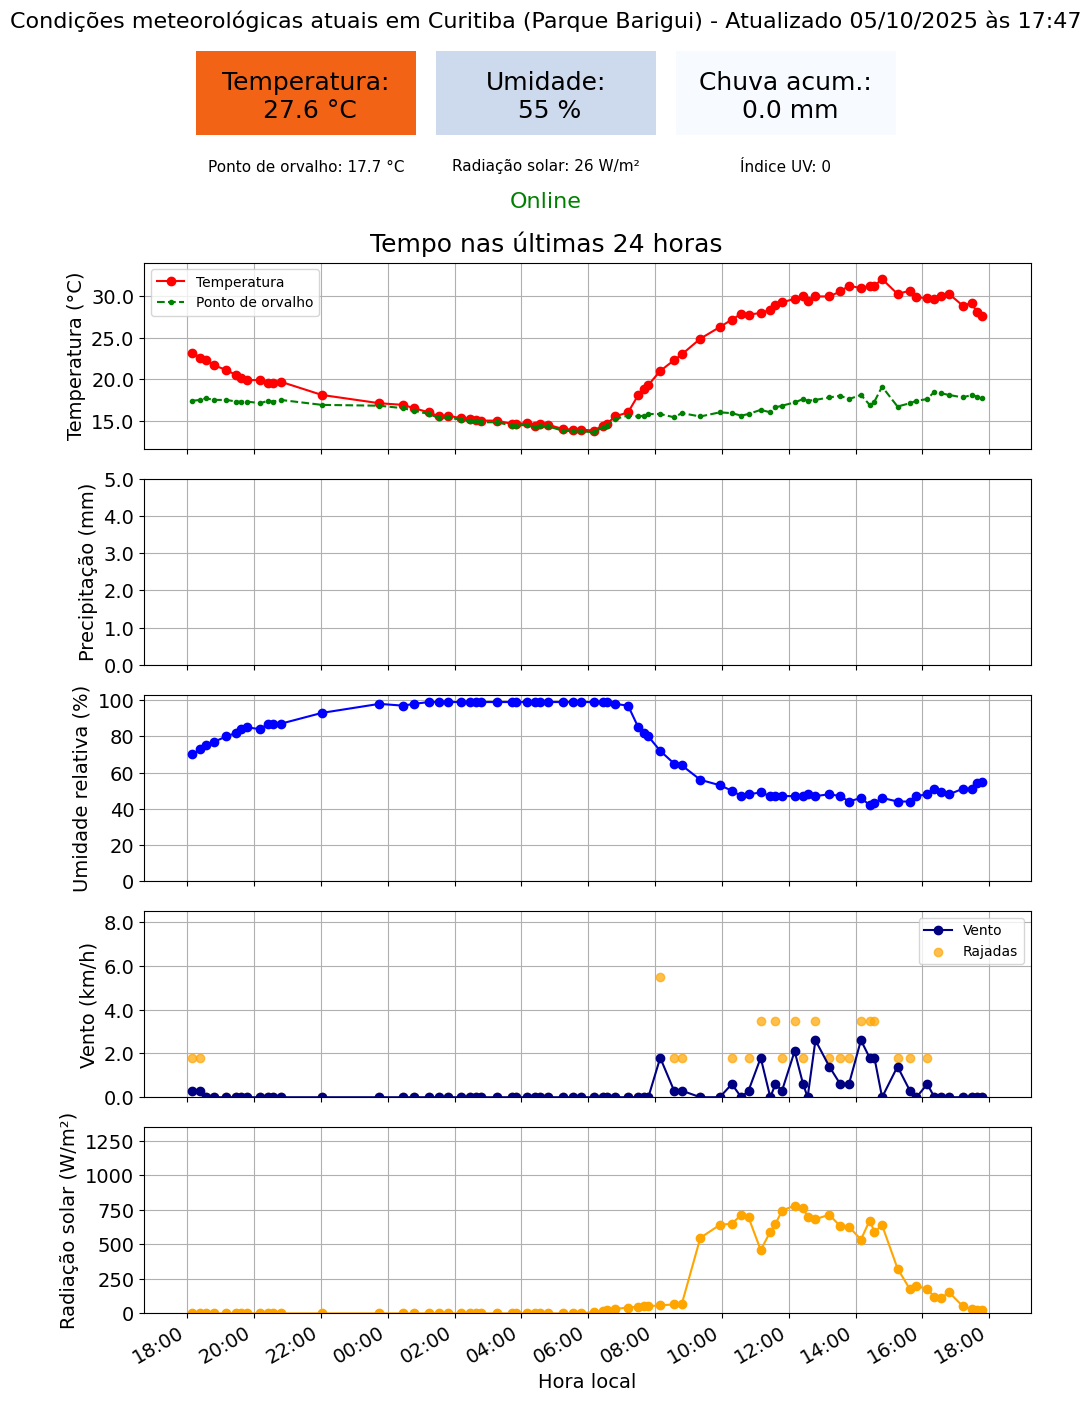 Condições meteorológicas atuais em Curitiba (Parque Barigui) - Atualizado 05/10/2025 às 17:47
Temperatura:
27.6 °C
Umidade:
55 %
Chuva acum.:
0.0 mm
Ponto de orvalho: 17.7 °C
Radiação solar: 26 W/m²
Índice UV: 0
Online
Tempo nas últimas 24 horas
Temperatura (°C)
30.0
25.0
20.0
15.0
Temperatura
Ponto de orvalho
Precipitação (mm)
5.0
4.0
3.0
2.0
1.0
0.0
Umidade relativa (%)
100
80
60
40
20
0
Vento (km/h)
8.0
6.0
4.0
2.0
0.0
Vento
Rajadas
Radiação solar (W/m²)
1250
1000
750
500
250
0
18:00
20:00
22:00
00:00
02:00
04:00
06:00
08:00
10:00
12:00
14:00
16:00
18:00
Hora local